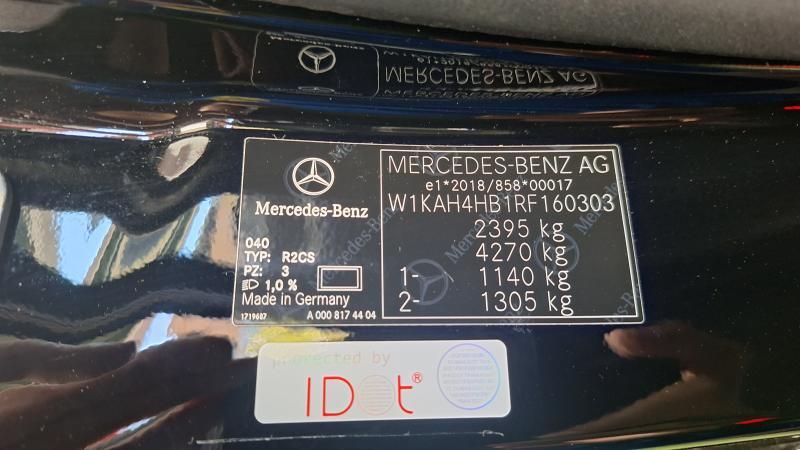 MERCEDES-BENZ AG
Mercedes-Benz
040
TYP: R2CS
PZ: 3
1,0 %
Made in Germany
1719687 A 000 817 44 04
MERCEDES-BENZ AG
e1*2018/858*00017
W1KAH4HB1RF160303
2395 kg
4270 kg
1- 1140 kg
2- 1305 kg
protected by
IDot®